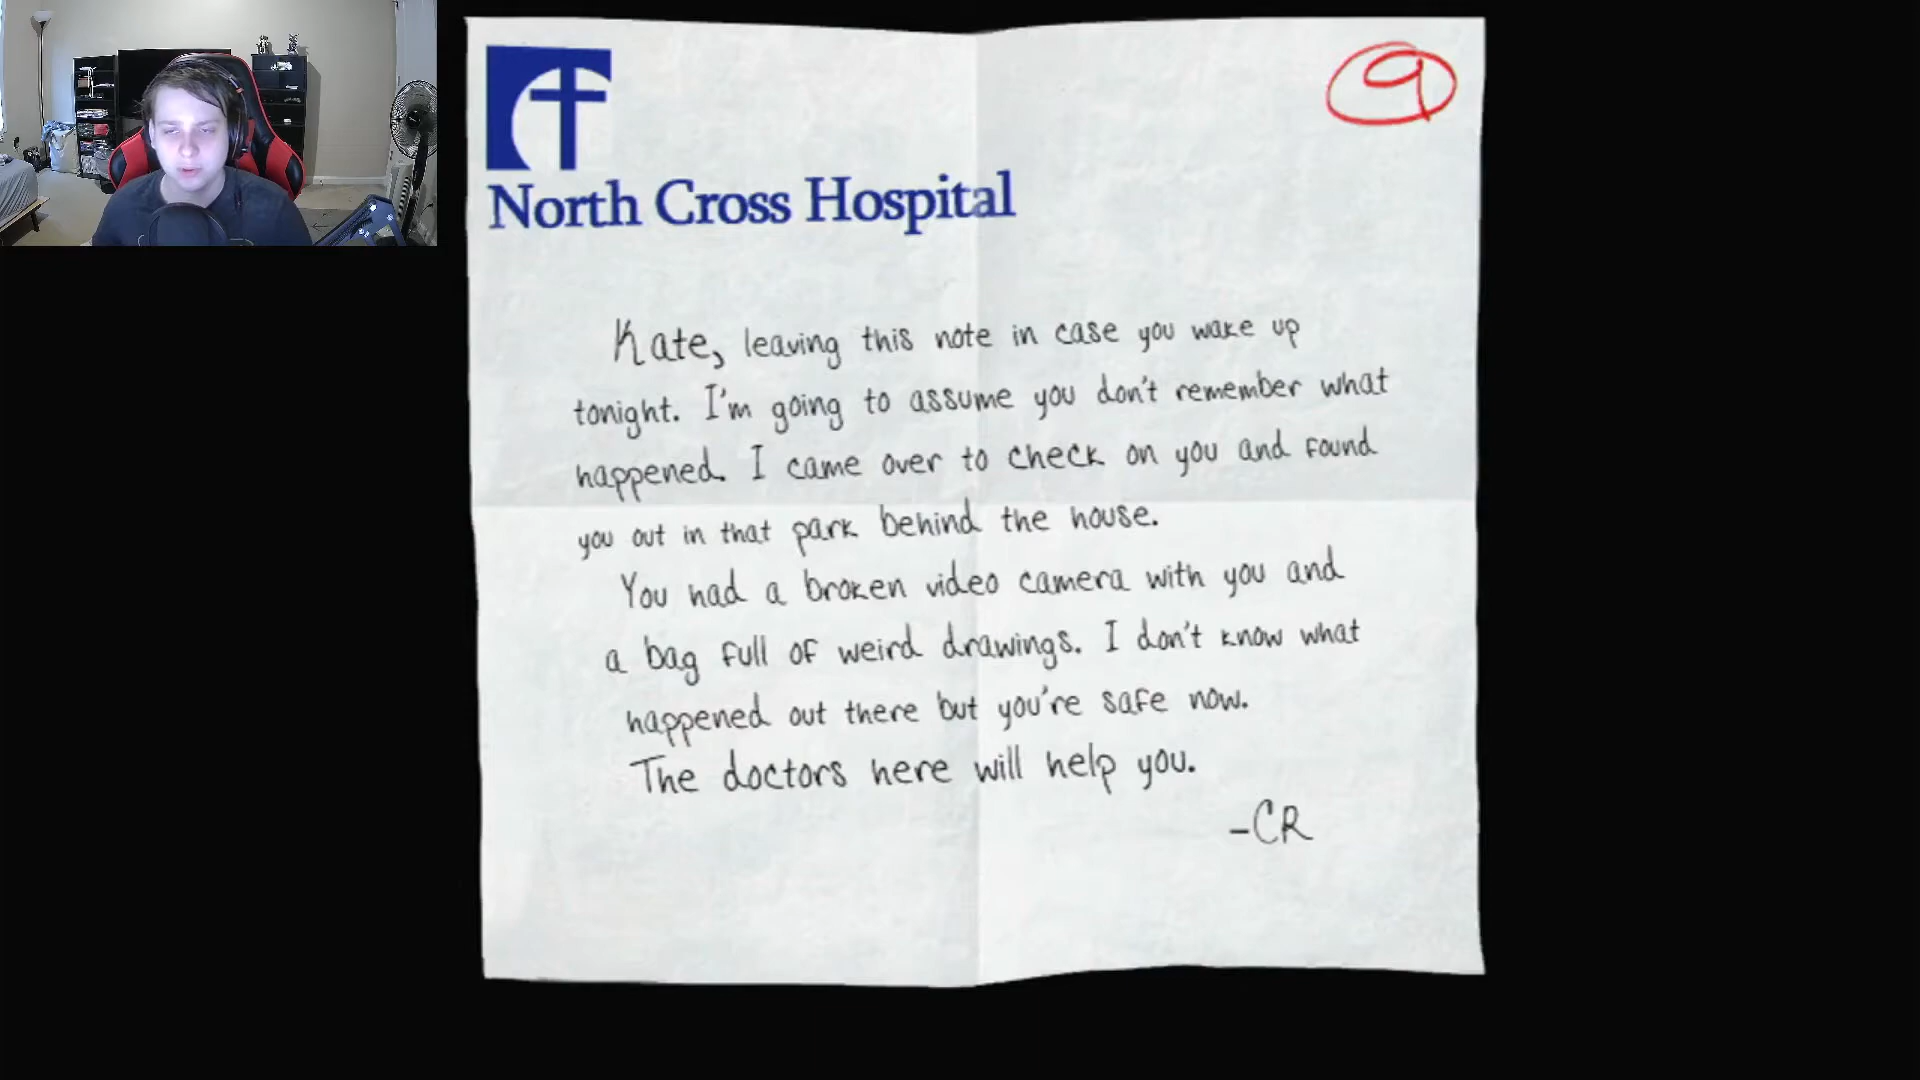 9
North Cross Hospital
Kate, leaving this note in case you wake up
tonight. I'm going to assume you don't remember what
happened. I came over to check on you and found
you out in that park behind the house.
You had a broken video camera with you and
a bag full of weird drawings. I don't know what
happened out there but you're safe now.
The doctors here will help you.
-CR